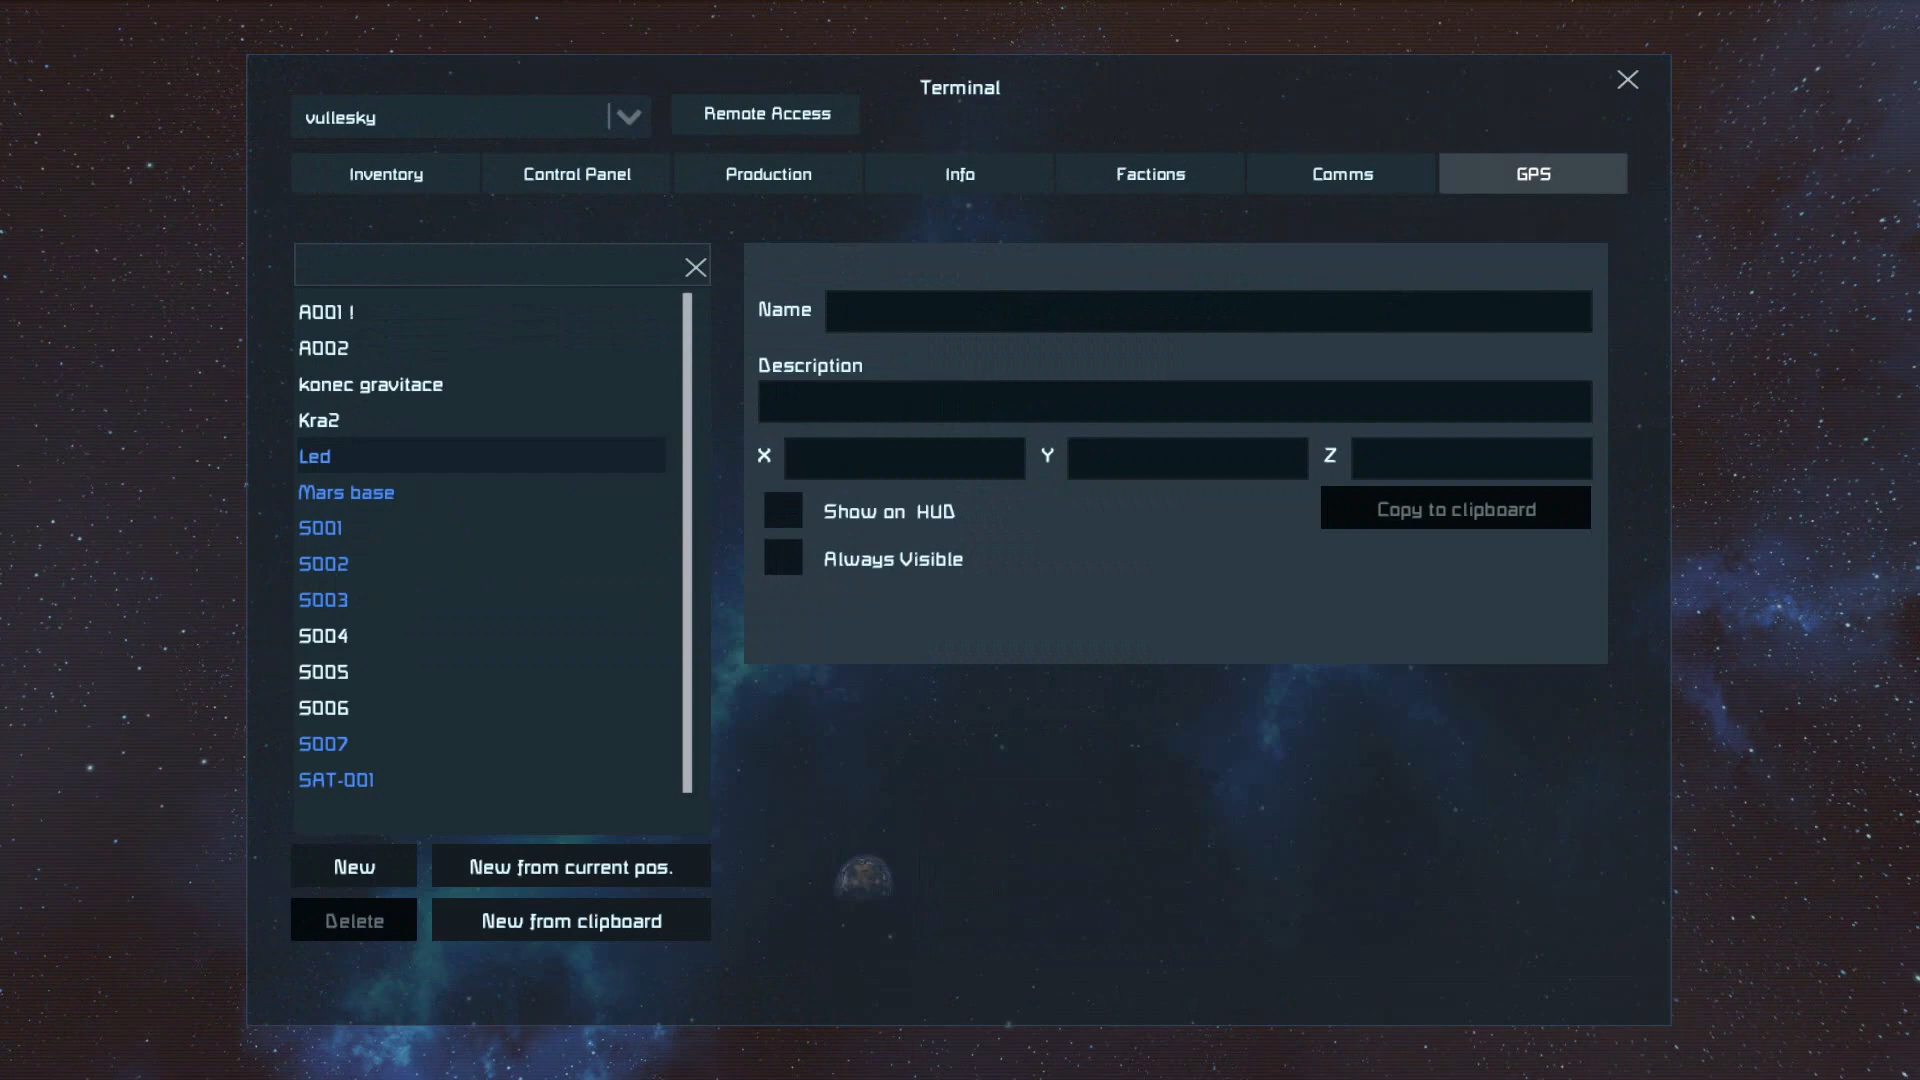 Terminal
vullesky
Remote Access
Inventory
Control Panel
Production
Info
Factions
Comms
GPS
A001 !
A002
konec gravitace
Kra2
Led
Mars base
S001
S002
S003
S004
S005
S006
S007
SAT-001
New
New from current pos.
Delete
New from clipboard
Name
Description
X
Y
Z
Show on HUD
Copy to clipboard
Always Visible